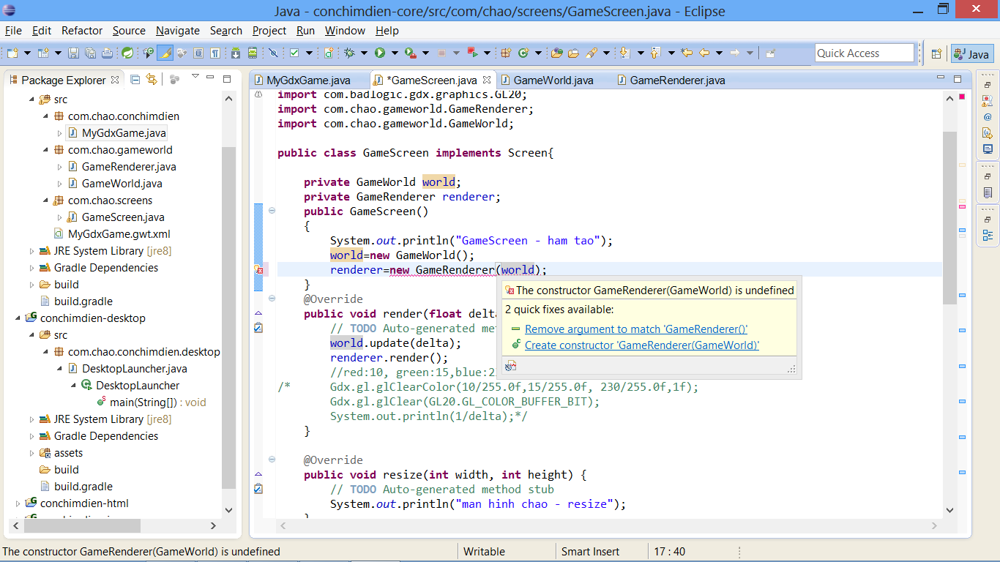 Java - conchimdien-core/src/com/chao/screens/GameScreen.java - Eclipse
File Edit Refactor Source Navigate Search Project Run Window Help
Quick Access
Java
Package Explorer
src
com.chao.conchimdien
MyGdxGame.java
com.chao.gameworld
GameRenderer.java
GameWorld.java
com.chao.screens
GameScreen.java
MyGdxGame.gwt.xml
JRE System Library [jre8]
Gradle Dependencies
build
build.gradle
conchimdien-desktop
src
com.chao.conchimdien.desktop
DesktopLauncher.java
DesktopLauncher
main(String[]) : void
JRE System Library [jre8]
Gradle Dependencies
assets
build
build.gradle
conchimdien-html
MyGdxGame.java *GameScreen.java GameWorld.java GameRenderer.java
import com.badlogic.gdx.graphics.GL20;
import com.chao.gameworld.GameRenderer;
import com.chao.gameworld.GameWorld;
public class GameScreen implements Screen{
private GameWorld world;
private GameRenderer renderer;
public GameScreen()
{
System.out.println("GameScreen - ham tao");
world=new GameWorld();
renderer=new GameRenderer(world);
}
@Override
public void render(float delta
// TODO Auto-generated met
world.update(delta);
renderer.render();
//red:10, green:15,blue:2
/* Gdx.gl.glClearColor(10/255.0f,15/255.0f, 230/255.0f,1f);
Gdx.gl.glClear(GL20.GL_COLOR_BUFFER_BIT);
System.out.println(1/delta);*/
}
@Override
public void resize(int width, int height) {
// TODO Auto-generated method stub
System.out.println("man hinh chao - resize");
The constructor GameRenderer(GameWorld) is undefined
2 quick fixes available:
Remove argument to match 'GameRenderer()'
Create constructor 'GameRenderer(GameWorld)'
The constructor GameRenderer(GameWorld) is undefined
Writable
Smart Insert
17 : 40